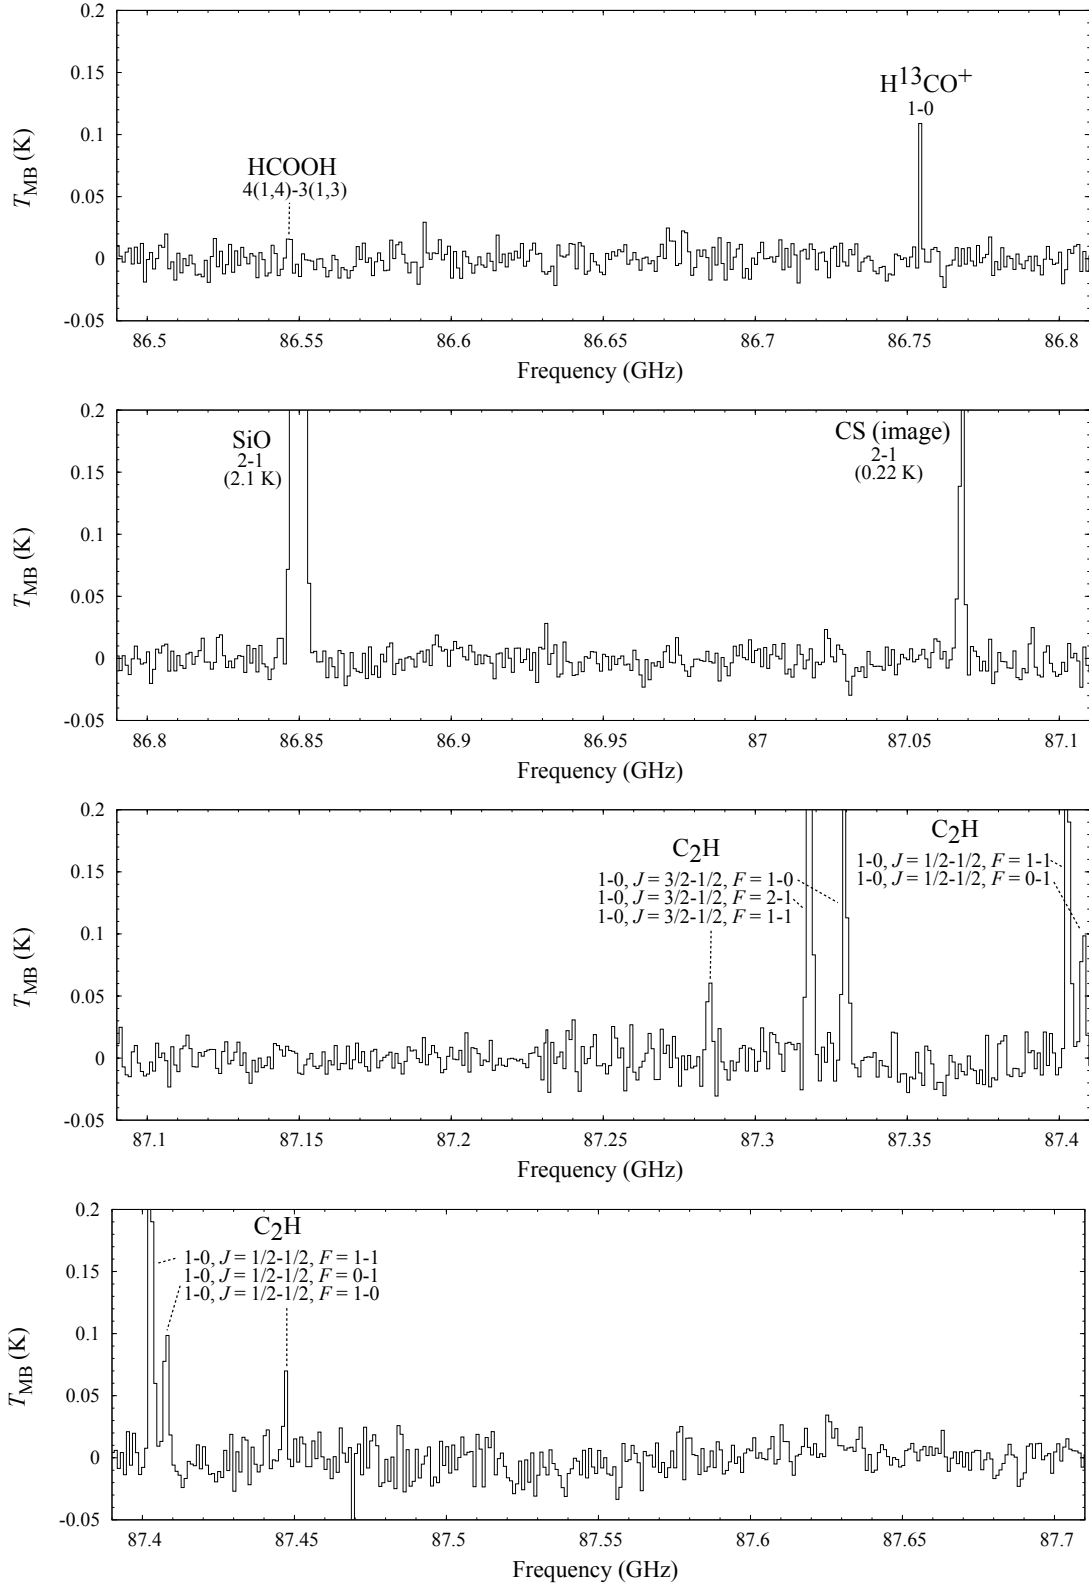 0.2
0.15
0.1
0.05
0
-0.05
T_MB (K)
HCOOH
4(1,4)-3(1,3)
H¹³CO⁺
1-0
86.5 86.55 86.6 86.65 86.7 86.75 86.8
Frequency (GHz)
0.2
0.15
0.1
0.05
0
-0.05
T_MB (K)
SiO
2-1
(2.1 K)
CS (image)
2-1
(0.22 K)
86.8 86.85 86.9 86.95 87 87.05 87.1
Frequency (GHz)
0.2
0.15
0.1
0.05
0
-0.05
T_MB (K)
C₂H
1-0, J = 3/2-1/2, F = 1-0
1-0, J = 3/2-1/2, F = 2-1
1-0, J = 3/2-1/2, F = 1-1
C₂H
1-0, J = 1/2-1/2, F = 1-1
1-0, J = 1/2-1/2, F = 0-1
87.1 87.15 87.2 87.25 87.3 87.35 87.4
Frequency (GHz)
0.2
0.15
0.1
0.05
0
-0.05
T_MB (K)
C₂H
1-0, J = 1/2-1/2, F = 1-1
1-0, J = 1/2-1/2, F = 0-1
1-0, J = 1/2-1/2, F = 1-0
87.4 87.45 87.5 87.55 87.6 87.65 87.7
Frequency (GHz)